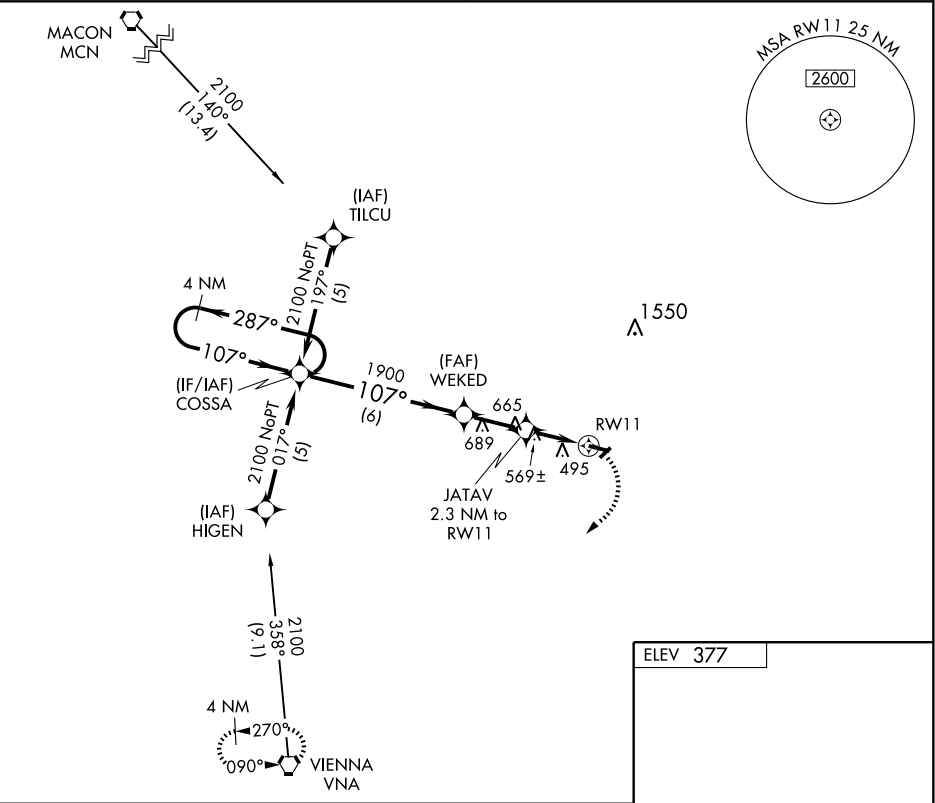 MACON
MCN
2100
140°
(13.4)
MSA RW11 25 NM
2600
(IAF)
TILCU
2100 NoPT
197°
(5)
4 NM
287°
107°
(IF/IAF)
COSSA
1550
1900
107°
(6)
(FAF)
WEKED
689
665
569±
495
RW11
JATAV
2.3 NM to
RW11
2100 NoPT
017°
(5)
(IAF)
HIGEN
2100
358°
(9.1)
4 NM
270°
090°
VIENNA
VNA
ELEV 377